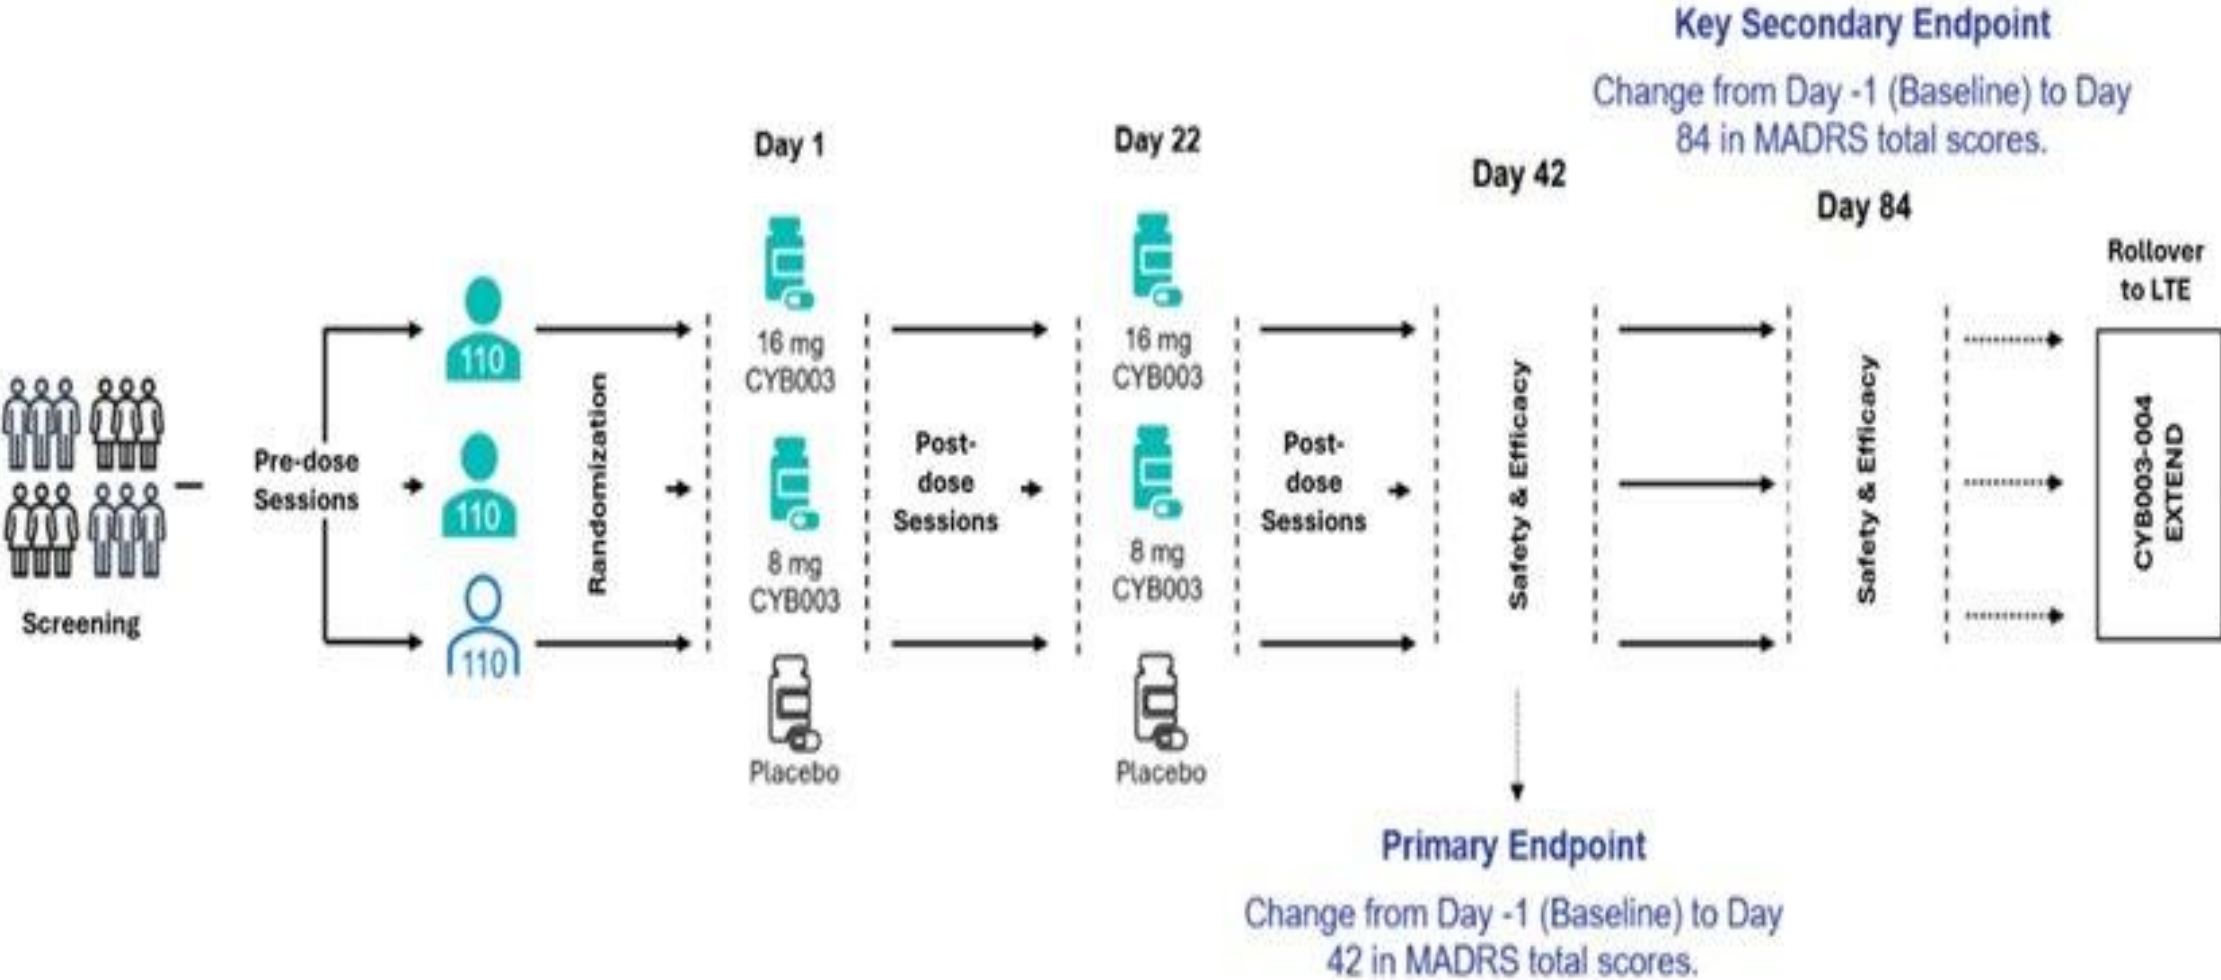 Key Secondary Endpoint
Change from Day -1 (Baseline) to Day
84 in MADRS total scores.
Day 1
Day 22
Day 42
Day 84
Rollover
to LTE
Screening
Pre-dose
Sessions
110
110
110
Randomization
16 mg
CYB003
8 mg
CYB003
Placebo
Post-
dose
Sessions
16 mg
CYB003
8 mg
CYB003
Placebo
Post-
dose
Sessions
Safety & Efficacy
Safety & Efficacy
CYB003-004
EXTEND
Primary Endpoint
Change from Day -1 (Baseline) to Day
42 in MADRS total scores.